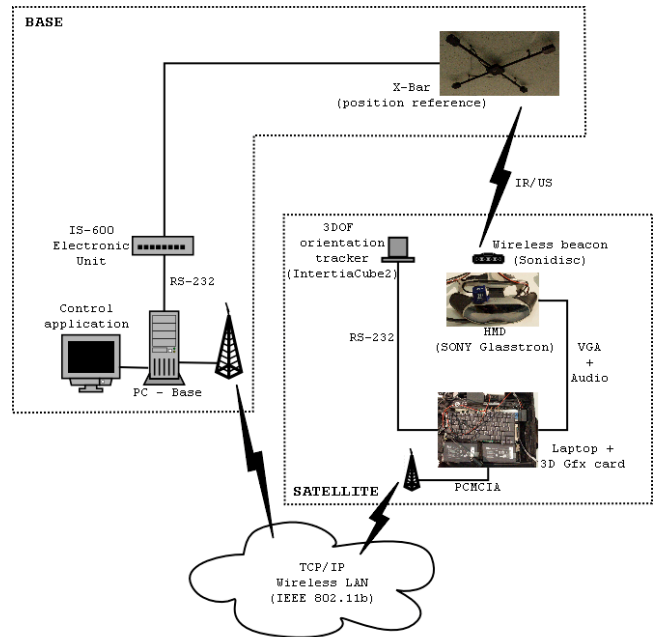 BASE
X-Bar
(position reference)
IR/US
IS-600
Electronic
Unit
RS-232
Control
application
PC - Base
3DOF
orientation
tracker
(IntertiaCube2)
Wireless beacon
(Sonidisc)
HMD
(SONY Glasstron)
RS-232
VGA
+
Audio
Laptop +
3D Gfx card
PCMCIA
SATELLITE
TCP/IP
Wireless LAN
(IEEE 802.11b)